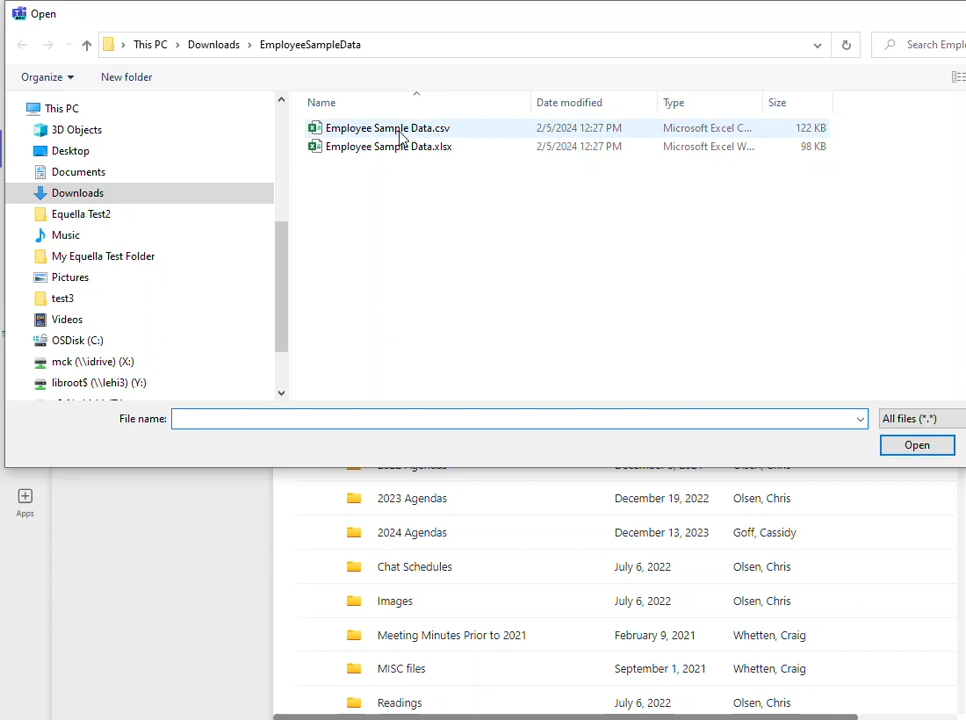 Open
This PC › Downloads › EmployeeSampleData
Search Emplo
Organize
New folder
Name
Date modified
Type
Size
Employee Sample Data.csv 2/5/2024 12:27 PM Microsoft Excel C... 122 KB
Employee Sample Data.xlsx 2/5/2024 12:27 PM Microsoft Excel W... 98 KB
This PC
3D Objects
Desktop
Documents
Downloads
Equella Test2
Music
My Equella Test Folder
Pictures
test3
Videos
OSDisk (C:)
mck (\\idrive) (X:)
libroot$ (\\lehi3) (Y:)
File name:
All files (*.*)
Open
Apps
2023 Agendas December 19, 2022 Olsen, Chris
2024 Agendas December 13, 2023 Goff, Cassidy
Chat Schedules July 6, 2022 Olsen, Chris
Images July 6, 2022 Olsen, Chris
Meeting Minutes Prior to 2021 February 9, 2021 Whetten, Craig
MISC files September 1, 2021 Whetten, Craig
Readings July 6, 2022 Olsen, Chris